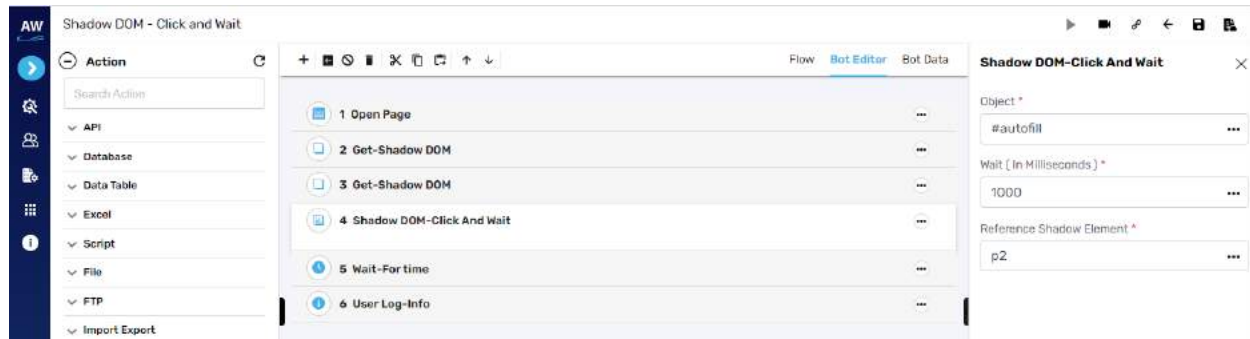 AW
Shadow DOM - Click and Wait
Action
Search Action
API
Database
Data Table
Excel
Script
File
FTP
Import Export
Flow Bot Editor Bot Data
1 Open Page
2 Get-Shadow DOM
3 Get-Shadow DOM
4 Shadow DOM-Click And Wait
5 Wait-For time
6 User Log-Info
Shadow DOM-Click And Wait
Object *
#autofill
Wait ( In Milliseconds ) *
1000
Reference Shadow Element *
p2